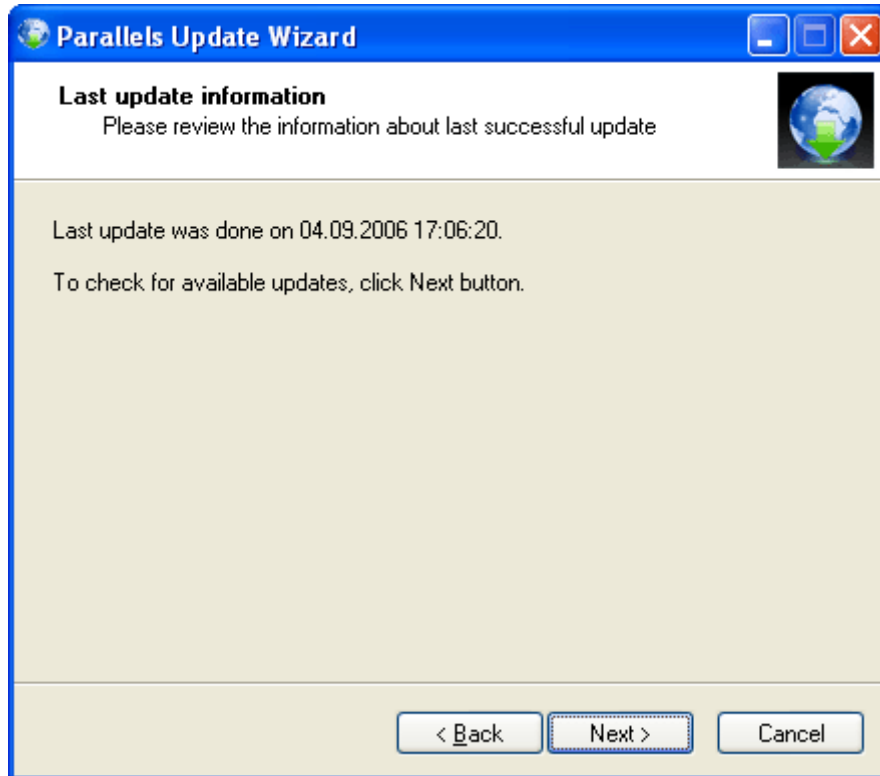 Parallels Update Wizard
Last update information
Please review the information about last successful update
Last update was done on 04.09.2006 17:06:20.
To check for available updates, click Next button.
< Back Next > Cancel